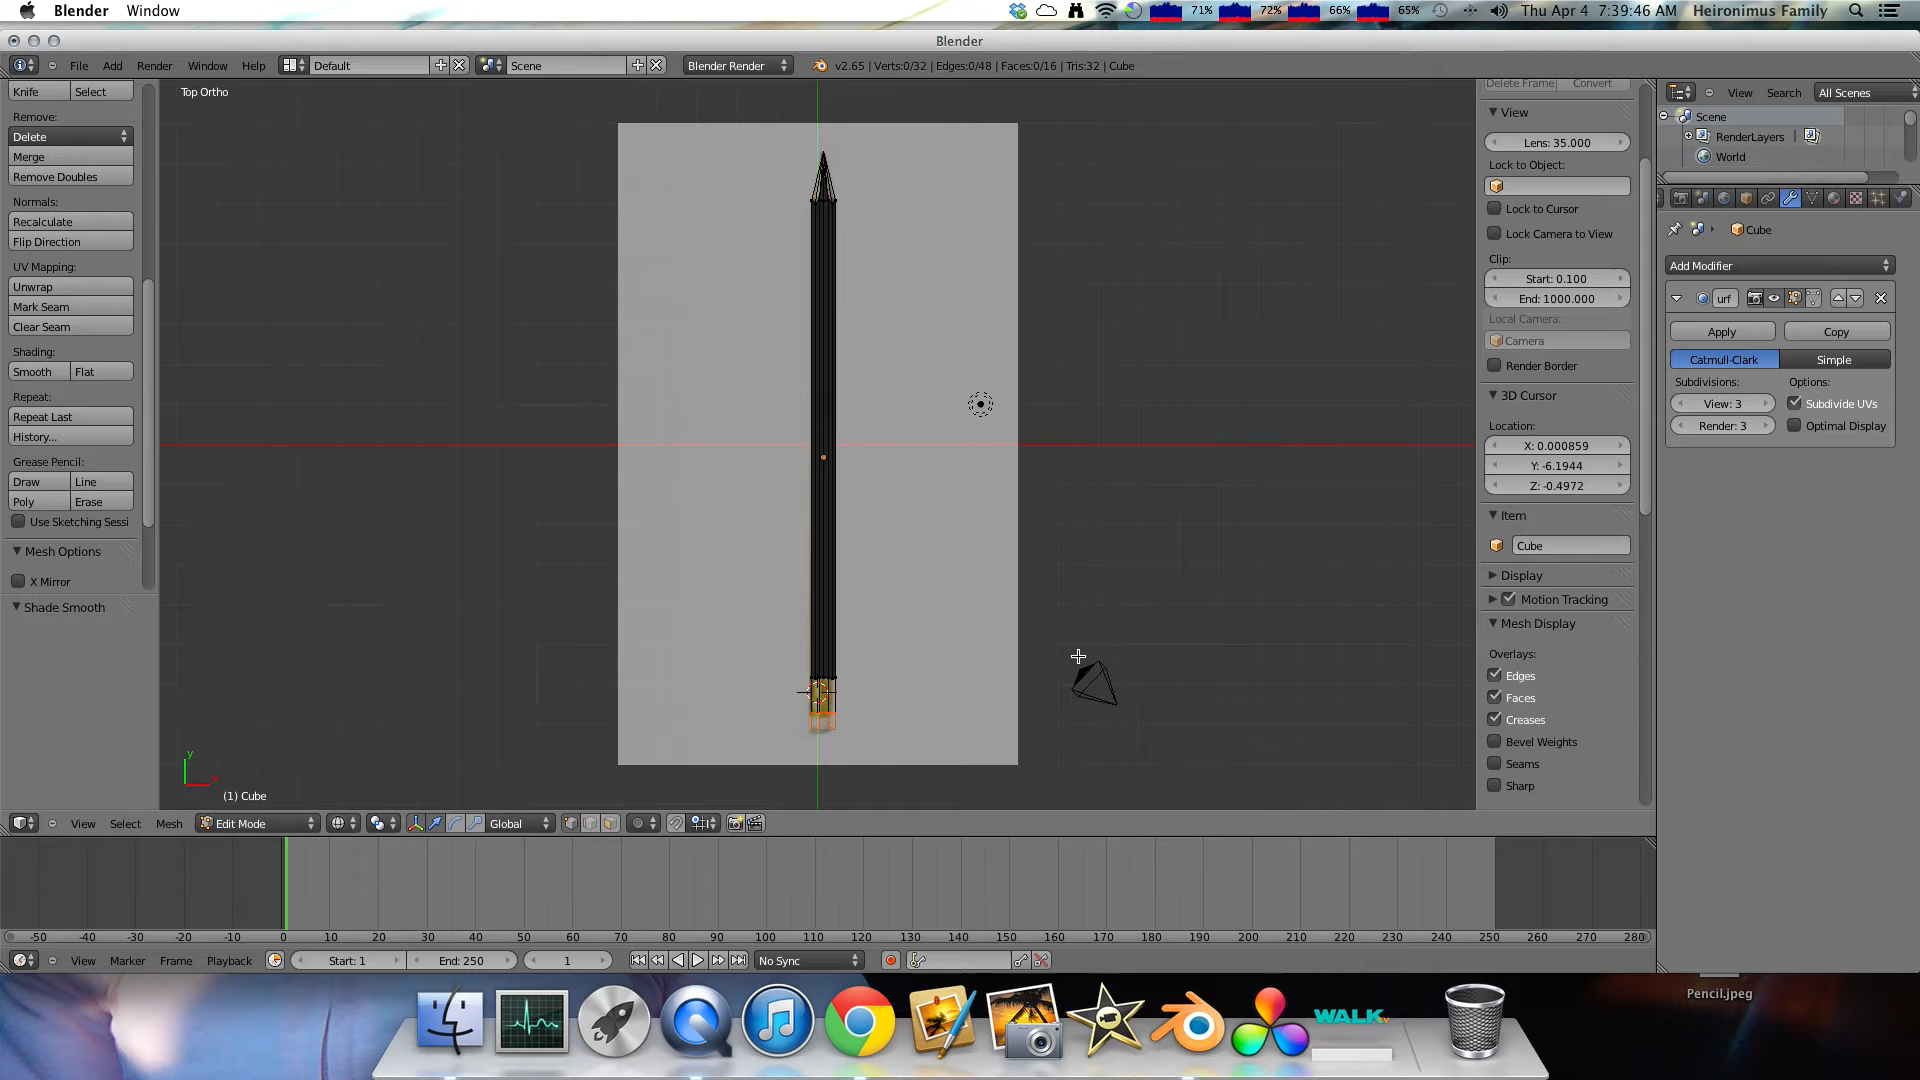 Blender Window 71% 72% 66% 65% Thu Apr 4 7:39:46 AM Heironimus Family
Blender
File Add Render Window Help Default Scene Blender Render v2.65 | Verts:0/32 | Edges:0/48 | Faces:0/16 | Tris:32 | Cube
Knife Select
Remove:
Delete
Merge
Remove Doubles
Normals:
Recalculate
Flip Direction
UV Mapping:
Unwrap
Mark Seam
Clear Seam
Shading:
Smooth Flat
Repeat:
Repeat Last
History...
Grease Pencil:
Draw Line
Poly Erase
Use Sketching Sessi
Mesh Options
X Mirror
Shade Smooth
Top Ortho
y
x
(1) Cube
Delete Frame Convert
View
Lens: 35.000
Lock to Object:
Lock to Cursor
Lock Camera to View
Clip:
Start: 0.100
End: 1000.000
Local Camera:
Camera
Render Border
3D Cursor
Location:
X: 0.000859
Y: -6.1944
Z: -0.4972
Item
Cube
Display
Motion Tracking
Mesh Display
Overlays:
Edges
Faces
Creases
Bevel Weights
Seams
Sharp
View Search All Scenes
Scene
RenderLayers
World
Cube
Add Modifier
urf
Apply Copy
Catmull-Clark Simple
Subdivisions: Options:
View: 3 Subdivide UVs
Render: 3 Optimal Display
View Select Mesh Edit Mode Global
-50 -40 -30 -20 -10 0 10 20 30 40 50 60 70 80 90 100 110 120 130 140 150 160 170 180 190 200 210 220 230 240 250 260 270 280
View Marker Frame Playback Start: 1 End: 250 1 No Sync
Pencil.jpeg
WALK